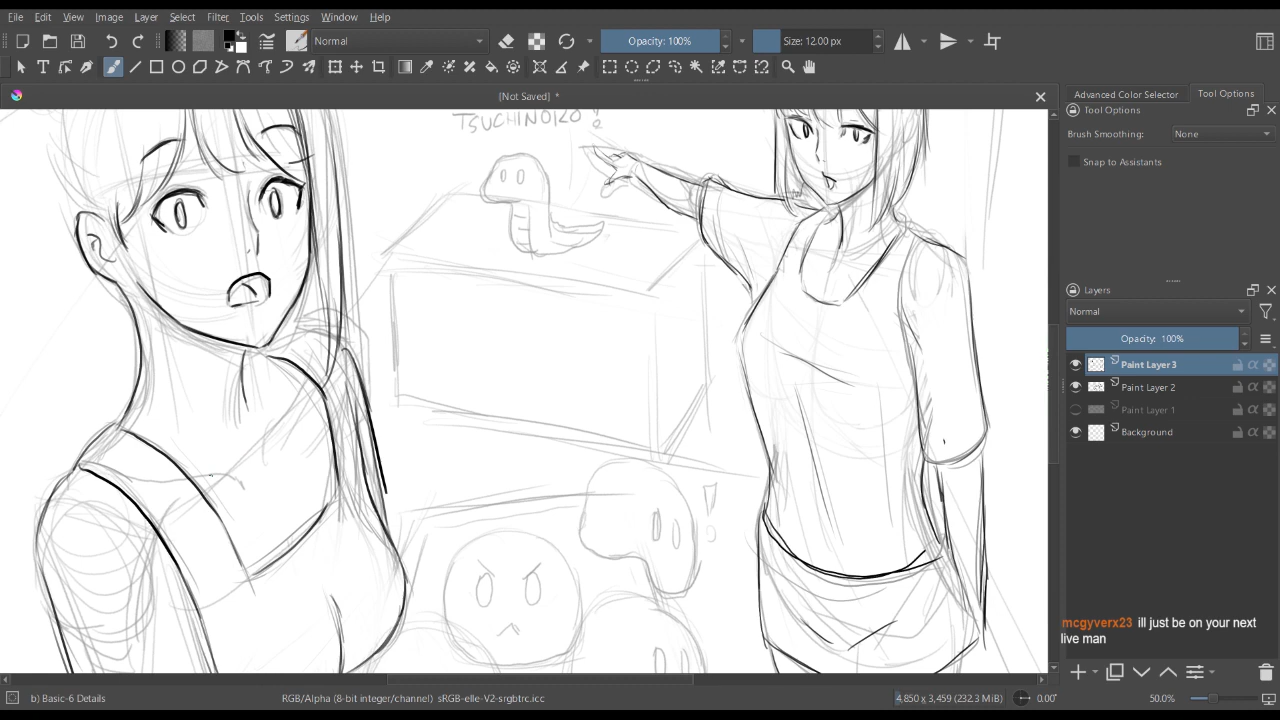 File Edit View Image Layer Select Filter Tools Settings Window Help
Normal Opacity: 100% Size: 12.00 px
[Not Saved] *
Advanced Color Selector Tool Options
Tool Options
Brush Smoothing: None
Snap to Assistants
TSUCHINOKO !
Layers
Normal
Opacity: 100%
Paint Layer 3
Paint Layer 2
Paint Layer 1
Background
mcgyverx23 ill just be on your next
live man
b) Basic-6 Details RGB/Alpha (8-bit integer/channel) sRGB-elle-V2-srgbtrc.icc 4,850 x 3,459 (232.3 MiB) 0.00° 50.0%